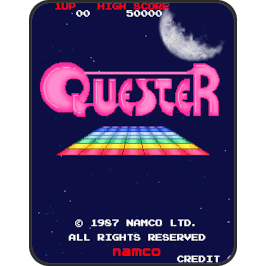 1UP HIGH SCORE
00 50000
QUESTER
© 1987 NAMCO LTD.
ALL RIGHTS RESERVED
namco
CREDIT